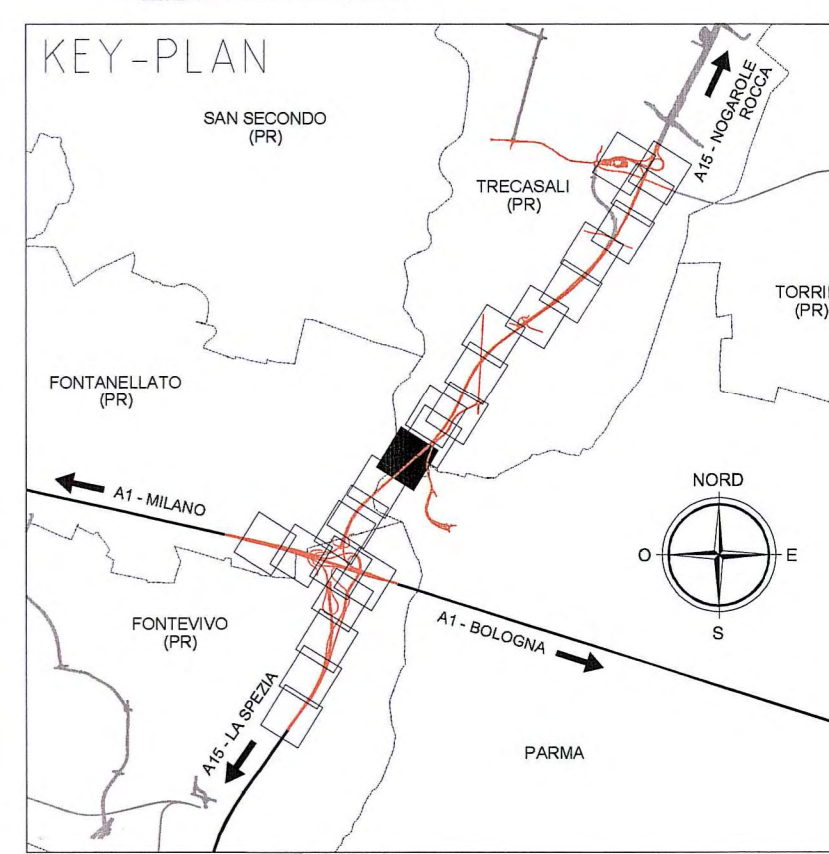 KEY-PLAN
SAN SECONDO
(PR)
A15 - NOGAROLE
ROCCA
TRECASALI
(PR)
(PR)
FONTANELLATO
(PR)
NORD
A1 - MILANO
O
E
S
FONTEVIVO
(PR)
A1 - BOLOGNA
A15 - LA SPEZIA
PARMA